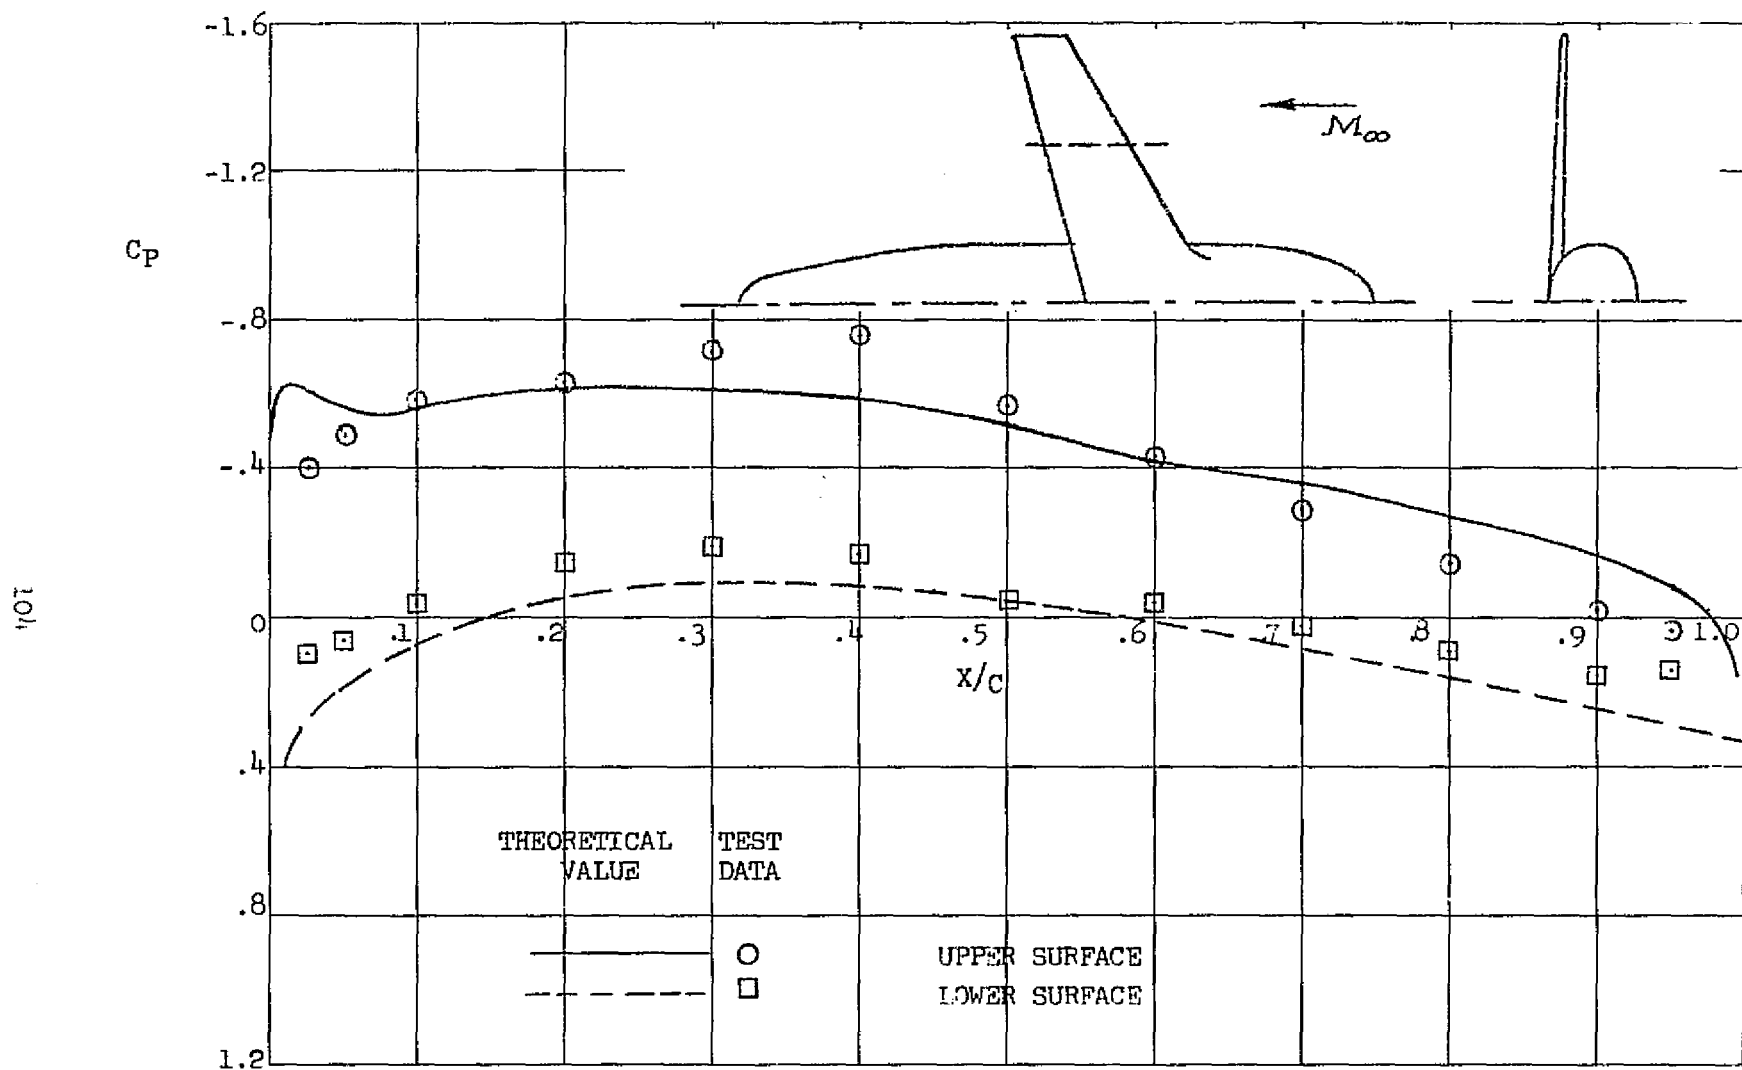 -1.6
M∞
-1.2
CP
-.8
-.4
0
.1
.2
.3
.4
.5
.6
.7
.8
.9
1.0
X/C
104
.4
THEORETICAL TEST
VALUE DATA
.8
UPPER SURFACE
LOWER SURFACE
1.2